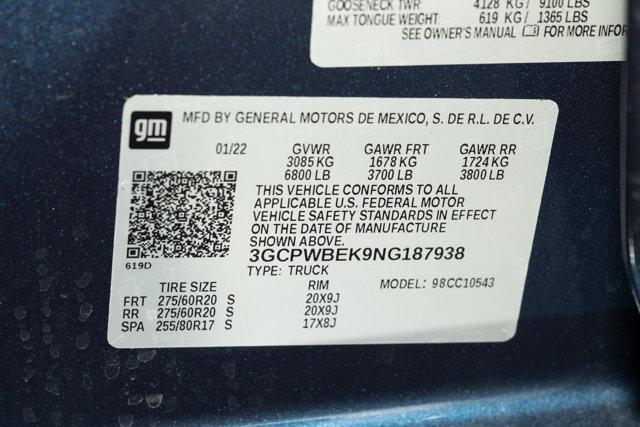 GOOSENECK TWR: 4128 KG / 9100 LBS
MAX TONGUE WEIGHT: 619 KG / 1365 LBS
SEE OWNER'S MANUAL FOR MORE INFOR
gm
MFD BY GENERAL MOTORS DE MEXICO, S. DE R.L. DE C.V.
01/22 GVWR GAWR FRT GAWR RR
3085 KG 1678 KG 1724 KG
6800 LB 3700 LB 3800 LB
THIS VEHICLE CONFORMS TO ALL
APPLICABLE U.S. FEDERAL MOTOR
VEHICLE SAFETY STANDARDS IN EFFECT
ON THE DATE OF MANUFACTURE
SHOWN ABOVE.
619D
3GCPWBEK9NG187938
TYPE: TRUCK MODEL: 98CC10543
TIRE SIZE RIM
FRT 275/60R20 S 20X9J
RR 275/60R20 S 20X9J
SPA 255/80R17 S 17X8J